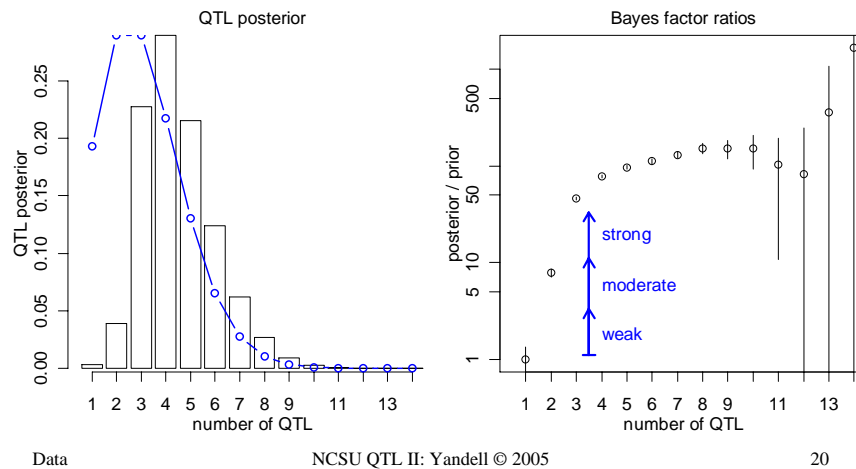 QTL posterior
QTL posterior
0.00 0.05 0.10 0.15 0.20 0.25
1 2 3 4 5 6 7 8 9 11 13
number of QTL
Bayes factor ratios
posterior / prior
1 5 10 50 500
strong
moderate
weak
1 2 3 4 5 6 7 8 9 11 13
number of QTL
Data
NCSU QTL II: Yandell © 2005
20